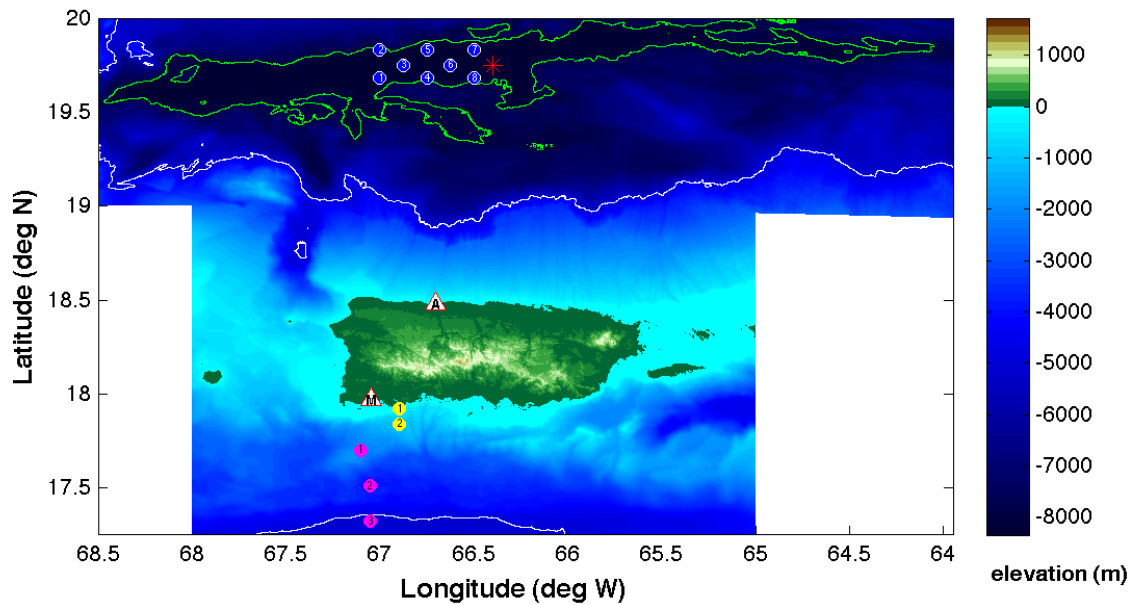 20
19.5
19
18.5
18
17.5
Latitude (deg N)
2 5 7
3 6
1 4 8
A
M
1
2
1
2
3
68.5 68 67.5 67 66.5 66 65.5 65 64.5 64
Longitude (deg W)
1000
0
-1000
-2000
-3000
-4000
-5000
-6000
-7000
-8000
elevation (m)